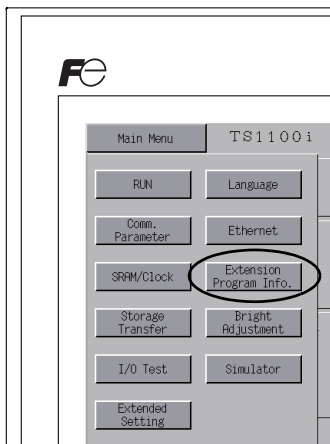 Fe
Main Menu
TS1100i
RUN
Language
Comm.
Parameter
Ethernet
SRAM/Clock
Extension
Program Info.
Storage
Transfer
Bright
Adjustment
I/O Test
Simulator
Extended
Setting